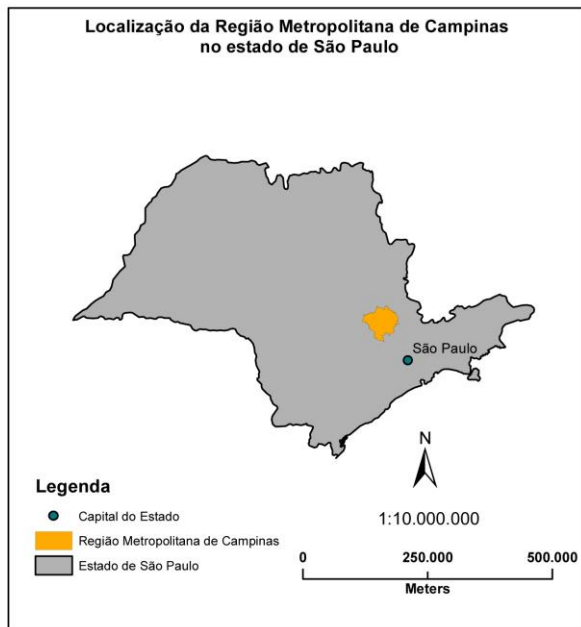 Localização da Região Metropolitana de Campinas
no estado de São Paulo
São Paulo
N
Legenda
Capital do Estado
Região Metropolitana de Campinas
Estado de São Paulo
1:10.000.000
0 250.000 500.000
Meters